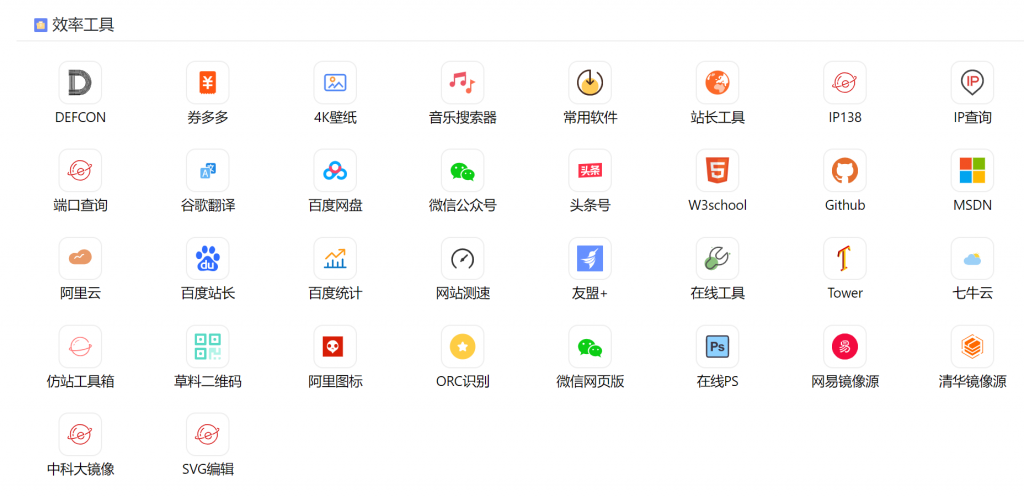 效率工具
DEFCON 券多多 4K壁纸 音乐搜索器 常用软件 站长工具 IP138 IP查询
端口查询 谷歌翻译 百度网盘 微信公众号 头条号 W3school Github MSDN
阿里云 百度站长 百度统计 网站测速 友盟+ 在线工具 Tower 七牛云
仿站工具箱 草料二维码 阿里图标 ORC识别 微信网页版 在线PS 网易镜像源 清华镜像源
中科大镜像 SVG编辑